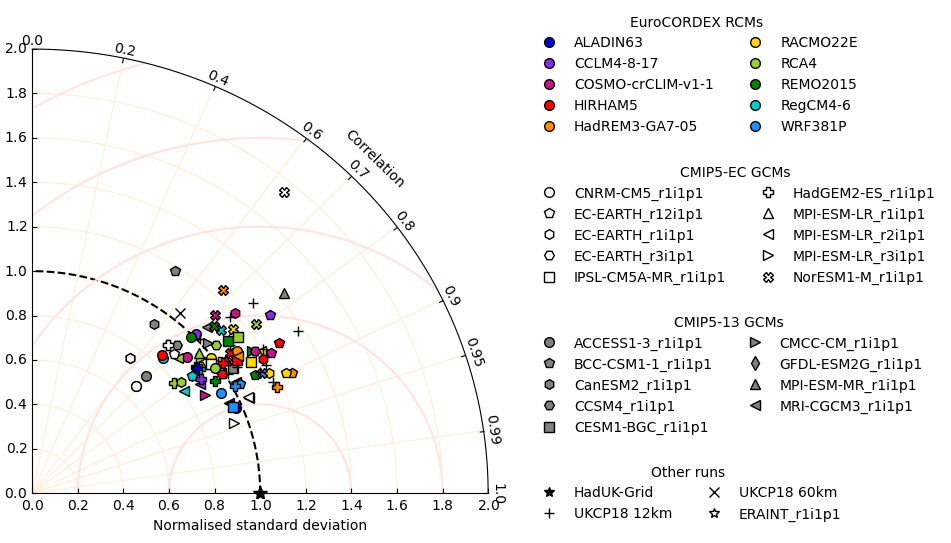 0.0
0.2
0.4
0.6
0.7
0.8
0.9
0.95
0.99
1.0
Correlation
2.0
1.8
1.6
1.4
1.2
1.0
0.8
0.6
0.4
0.2
0.0
0.0 0.2 0.4 0.6 0.8 1.0 1.2 1.4 1.6 1.8 2.0
Normalised standard deviation
EuroCORDEX RCMs
ALADIN63
CCLM4-8-17
COSMO-crCLIM-v1-1
HIRHAM5
HadREM3-GA7-05
RACMO22E
RCA4
REMO2015
RegCM4-6
WRF381P
CMIP5-EC GCMs
CNRM-CM5_r1i1p1
EC-EARTH_r12i1p1
EC-EARTH_r1i1p1
EC-EARTH_r3i1p1
IPSL-CM5A-MR_r1i1p1
HadGEM2-ES_r1i1p1
MPI-ESM-LR_r1i1p1
MPI-ESM-LR_r2i1p1
MPI-ESM-LR_r3i1p1
NorESM1-M_r1i1p1
CMIP5-13 GCMs
ACCESS1-3_r1i1p1
BCC-CSM1-1_r1i1p1
CanESM2_r1i1p1
CCSM4_r1i1p1
CESM1-BGC_r1i1p1
CMCC-CM_r1i1p1
GFDL-ESM2G_r1i1p1
MPI-ESM-MR_r1i1p1
MRI-CGCM3_r1i1p1
Other runs
HadUK-Grid
UKCP18 12km
UKCP18 60km
ERAINT_r1i1p1